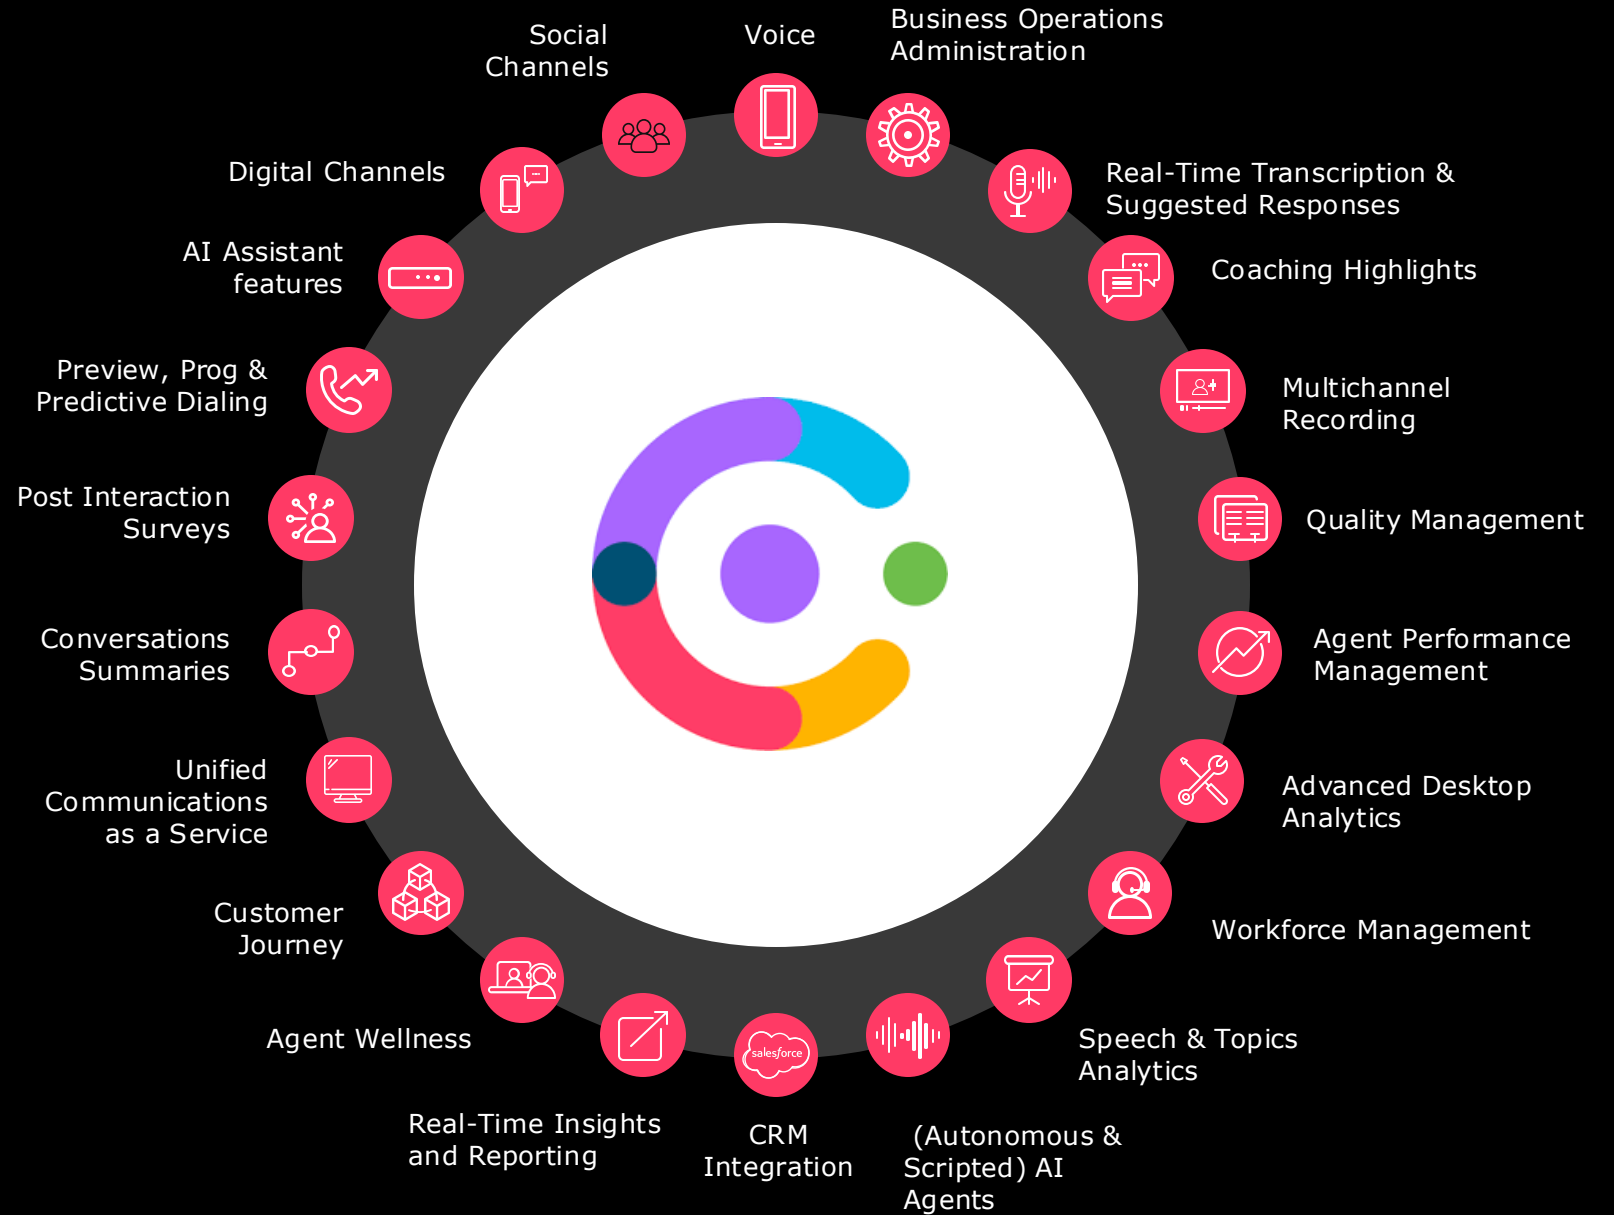 Social
Channels
Voice
Business Operations
Administration
Digital Channels
Real-Time Transcription &
Suggested Responses
AI Assistant
features
Coaching Highlights
Preview, Prog &
Predictive Dialing
Multichannel
Recording
Post Interaction
Surveys
Quality Management
Conversations
Summaries
Agent Performance
Management
Unified
Communications
as a Service
Advanced Desktop
Analytics
Customer
Journey
Workforce Management
Agent Wellness
Speech & Topics
Analytics
salesforce
Real-Time Insights
and Reporting
CRM
Integration
(Autonomous &
Scripted) AI
Agents